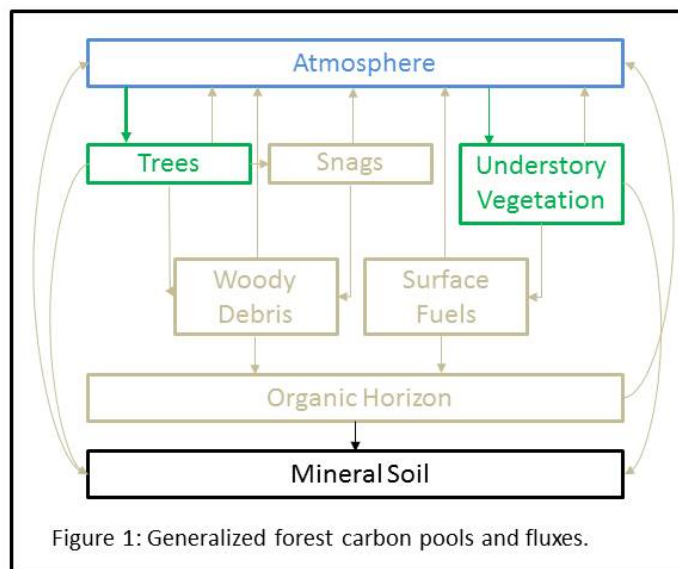 Atmosphere
Trees
Snags
Understory
Vegetation
Woody
Debris
Surface
Fuels
Organic Horizon
Mineral Soil
Figure 1: Generalized forest carbon pools and fluxes.